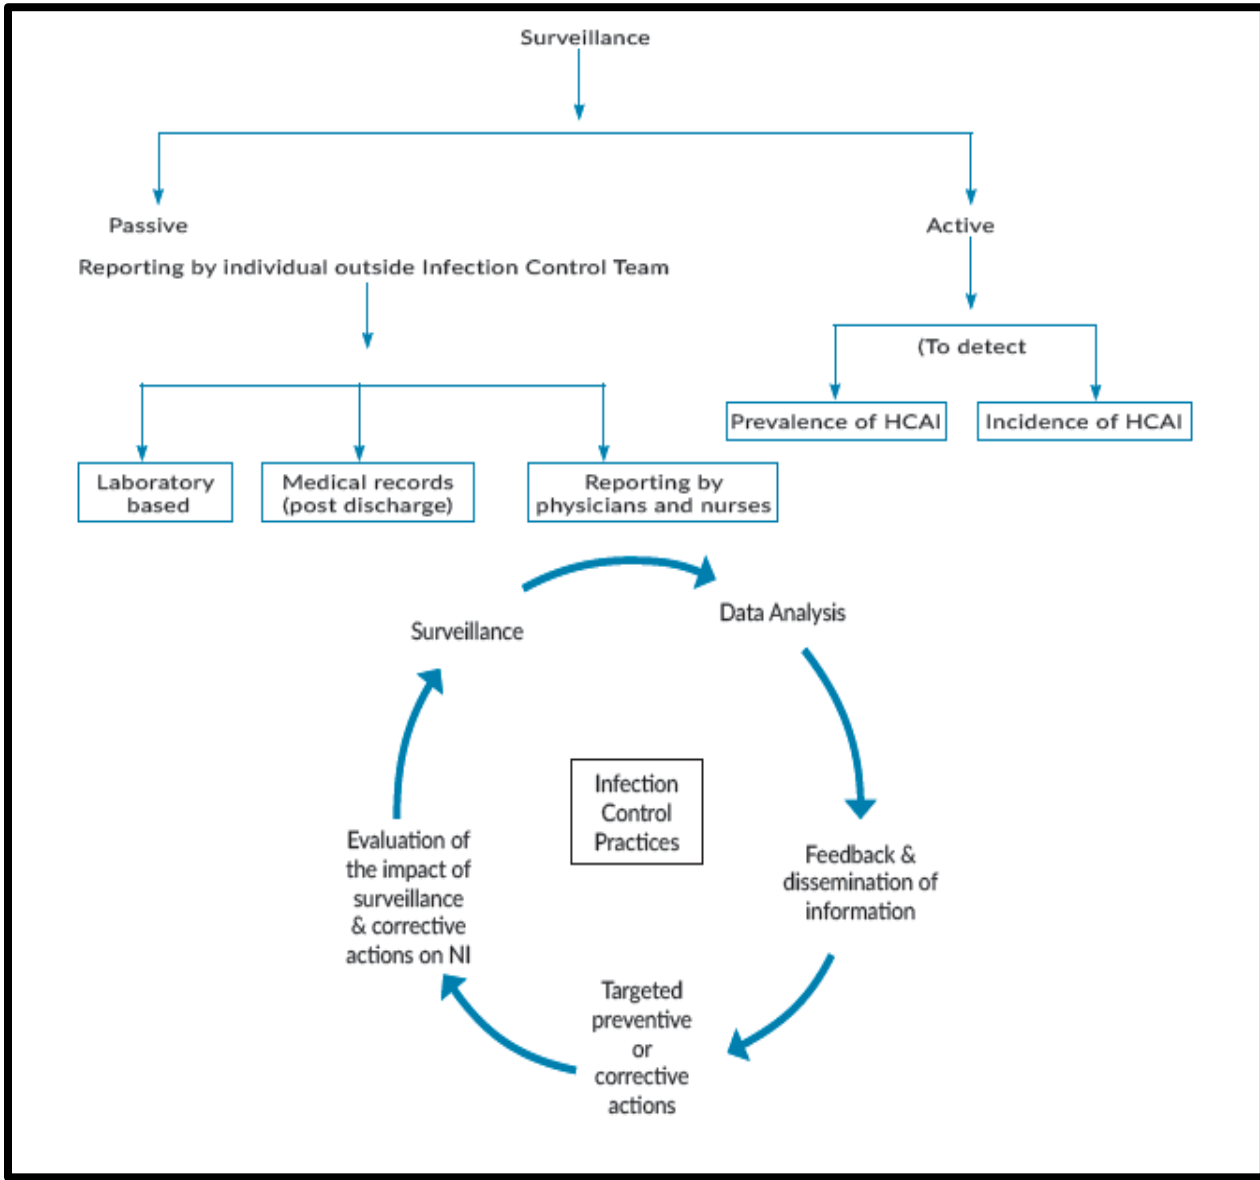 Surveillance
Passive
Active
Reporting by individual outside Infection Control Team
(To detect
Prevalence of HCAI
Incidence of HCAI
Laboratory
based
Medical records
(post discharge)
Reporting by
physicians and nurses
Surveillance
Data Analysis
Infection
Control
Practices
Feedback &
dissemination of
information
Targeted
preventive
or
corrective
actions
Evaluation of
the impact of
surveillance
& corrective
actions on NI